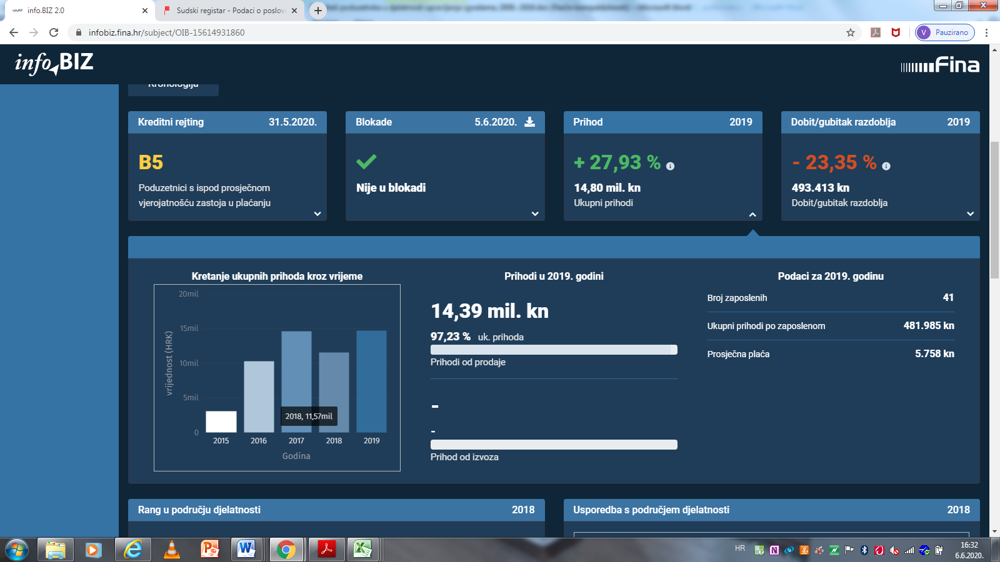 info.BIZ 2.0
Sudski registar - Podaci o poslov
infobiz.fina.hr/subject/OIB-15614931860
V Pauzirano
info BIZ
Fina
Kronologija
Kreditni rejting 31.5.2020.
B5
Poduzetnici s ispod prosječnom
vjerojatnošću zastoja u plaćanju
Blokade 5.6.2020.
Nije u blokadi
Prihod 2019
+ 27,93 %
14,80 mil. kn
Ukupni prihodi
Dobit/gubitak razdoblja 2019
- 23,35 %
493.413 kn
Dobit/gubitak razdoblja
Kretanje ukupnih prihoda kroz vrijeme
20mil
15mil
10mil
5mil
0
vrijednost (HRK)
2018, 11,57mil
2015 2016 2017 2018 2019
Godina
Prihodi u 2019. godini
14,39 mil. kn
97,23 % uk. prihoda
Prihodi od prodaje
-
-
Prihod od izvoza
Podaci za 2019. godinu
Broj zaposlenih 41
Ukupni prihodi po zaposlenom 481.985 kn
Prosječna plaća 5.758 kn
Rang u području djelatnosti 2018
Usporedba s područjem djelatnosti 2018
HR
16:32
6.6.2020.